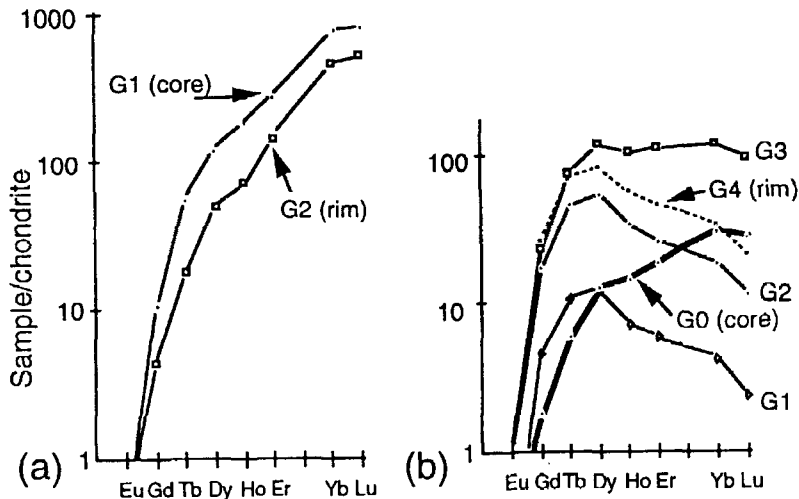 Sample/chondrite
1000
100
10
1
G1 (core)
G2 (rim)
(a)
Eu Gd Tb Dy Ho Er Yb Lu
100
10
1
G3
G4 (rim)
G2
G0 (core)
G1
(b)
Eu Gd Tb Dy Ho Er Yb Lu